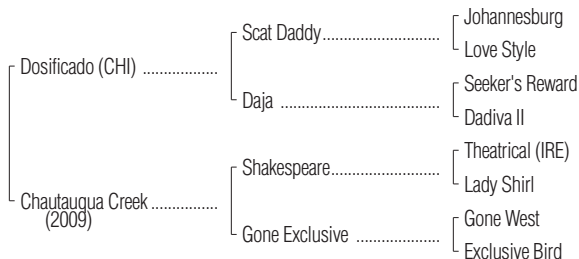 Johannesburg
Scat Daddy
Love Style
Dosificado (CHI)
Seeker's Reward
Daja
Dadiva II
Theatrical (IRE)
Shakespeare
Lady Shirl
Chautauqua Creek
(2009)
Gone West
Gone Exclusive
Exclusive Bird